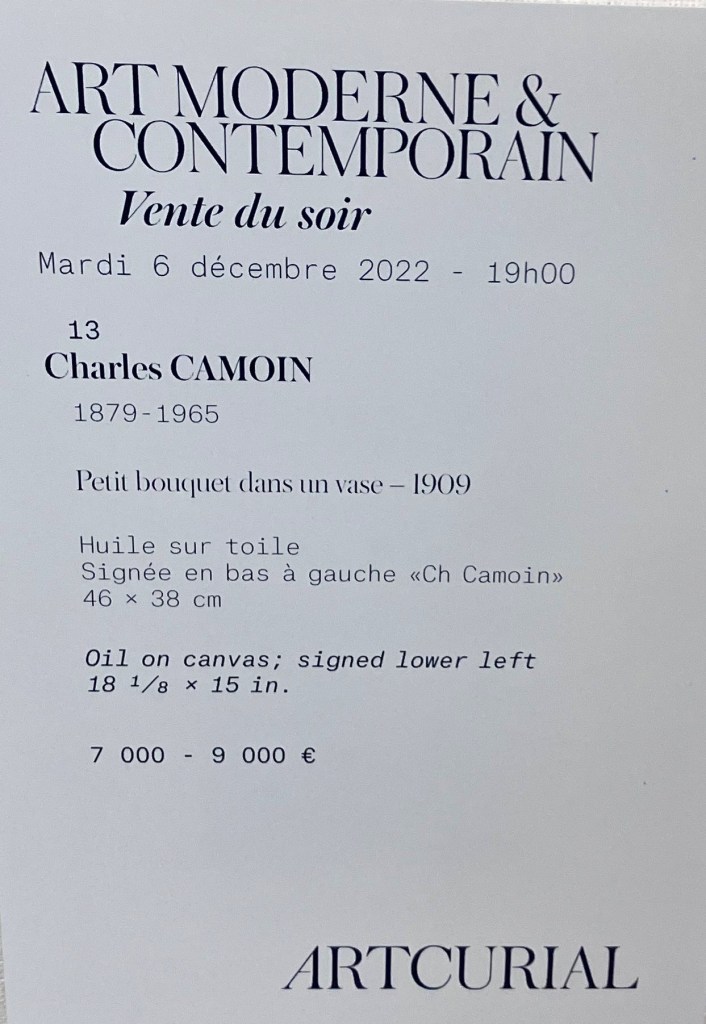 ART MODERNE &
CONTEMPORAIN
Vente du soir
Mardi 6 décembre 2022 - 19h00
13
Charles CAMOIN
1879-1965
Petit bouquet dans un vase – 1909
Huile sur toile
Signée en bas à gauche «Ch Camoin»
46 × 38 cm
Oil on canvas; signed lower left
18 ¹/₈ × 15 in.
7 000 - 9 000 €
ARTCURIAL